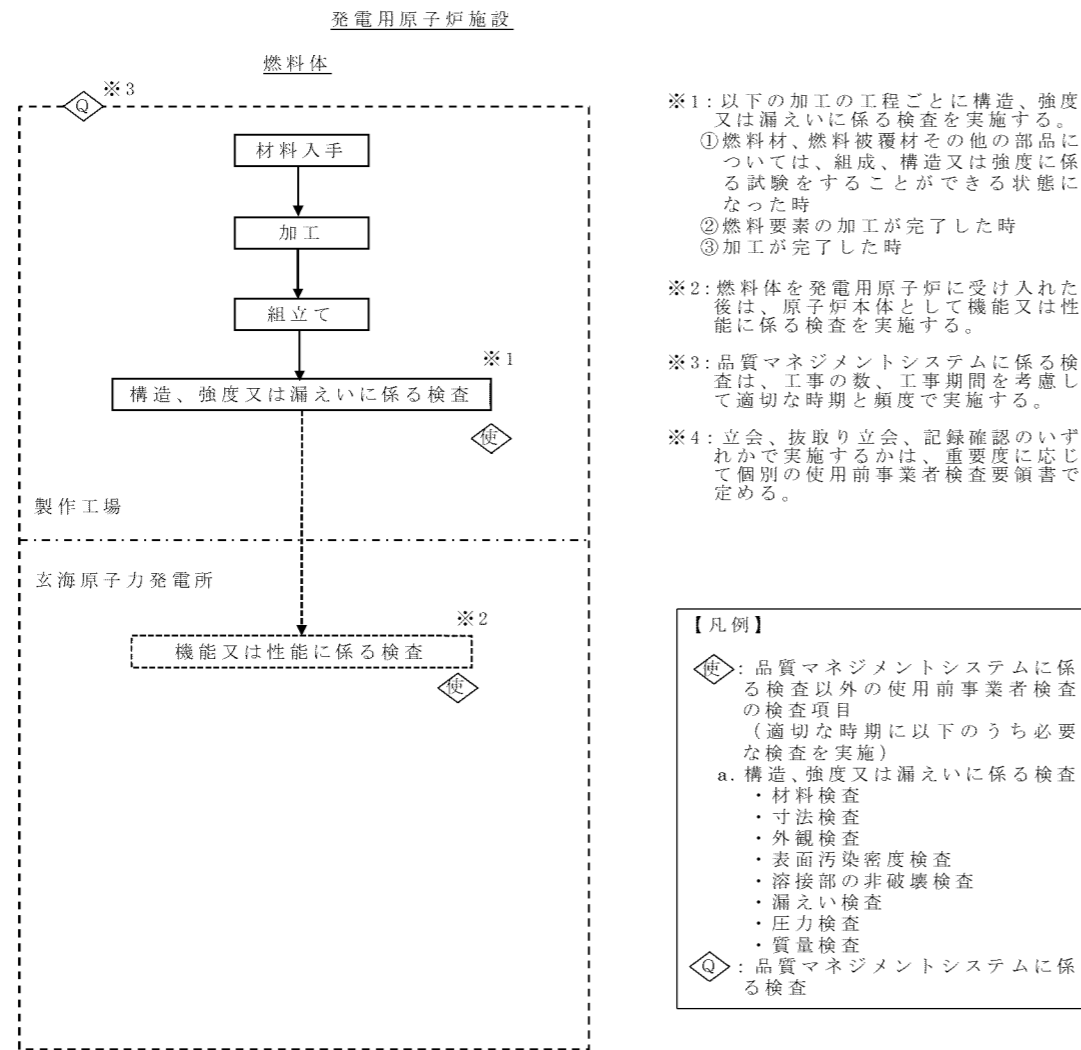 発電用原子炉施設
燃料体
※3
Q
材料入手
加工
組立て
※1
構造、強度又は漏えいに係る検査
使
製作工場
玄海原子力発電所
※2
機能又は性能に係る検査
使
※1:以下の加工の工程ごとに構造、強度
又は漏えいに係る検査を実施する。
①燃料材、燃料被覆材その他の部品に
ついては、組成、構造又は強度に係
る試験をすることができる状態に
なった時
②燃料要素の加工が完了した時
③加工が完了した時
※2:燃料体を発電用原子炉に受け入れた
後は、原子炉本体として機能又は性
能に係る検査を実施する。
※3:品質マネジメントシステムに係る検
査は、工事の数、工事期間を考慮し
て適切な時期と頻度で実施する。
※4:立会、抜取り立会、記録確認のいず
れかで実施するかは、重要度に応じ
て個別の使用前事業者検査要領書で
定める。
【凡例】
使:品質マネジメントシステムに係
る検査以外の使用前事業者検査
の検査項目
(適切な時期に以下のうち必要
な検査を実施)
a.構造、強度又は漏えいに係る検査
・材料検査
・寸法検査
・外観検査
・表面汚染密度検査
・溶接部の非破壊検査
・漏えい検査
・圧力検査
・質量検査
Q:品質マネジメントシステムに係
る検査